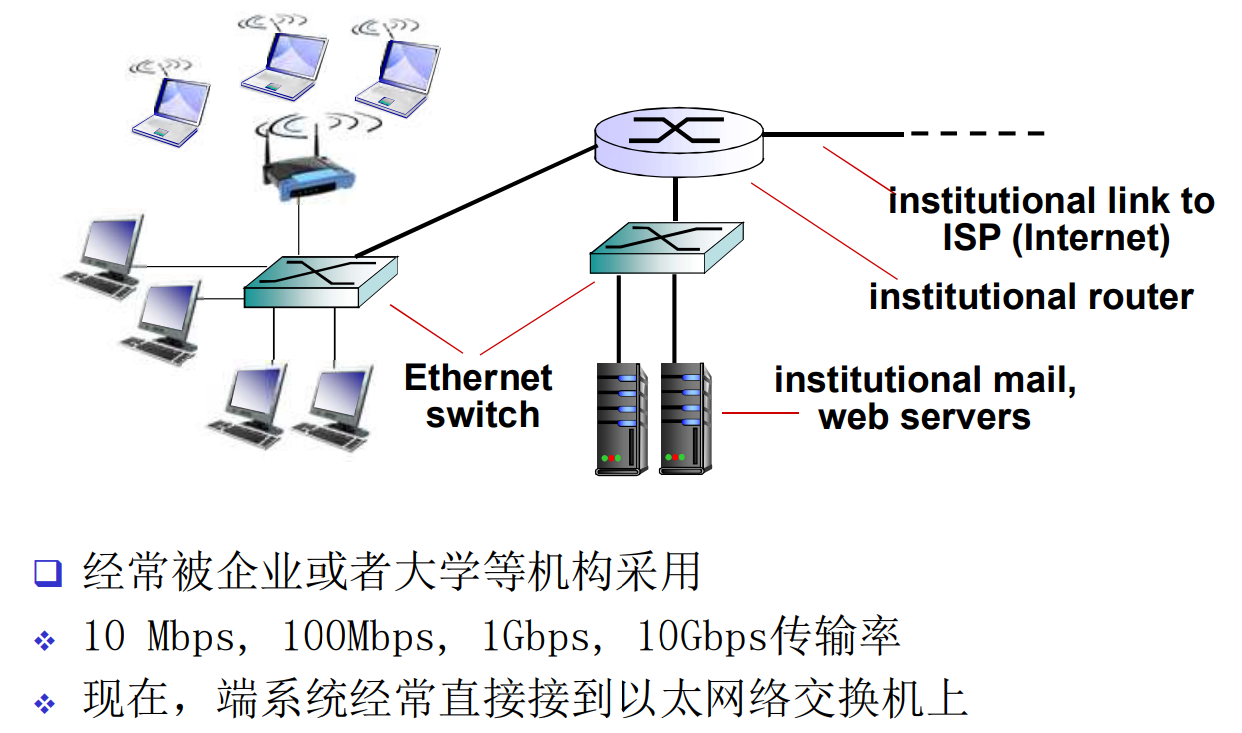 institutional link to
ISP (Internet)
institutional router
Ethernet
switch
institutional mail,
web servers
经常被企业或者大学等机构采用
10 Mbps, 100Mbps, 1Gbps, 10Gbps传输率
现在，端系统经常直接接到以太网络交换机上